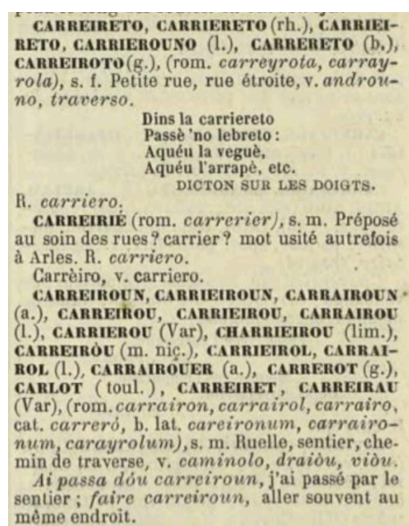 CARREIRETO, CARRIERETO (rh.), CARRIEI-
RETO, CARRIEROUNO (l.), CARRERETO (b.),
CARREIROTO (g.), (rom. carreyrota, carray-
rola), s. f. Petite rue, rue étroite, v. androu-
no, traverso.
Dins la carriereto
Passè 'no lebreto :
Aquéu la veguè,
Aquéu l'arrapè, etc.
DICTON SUR LES DOIGTS.
R. carriero.
CARREIRIÉ (rom. carrerier), s. m. Préposé
au soin des rues ? carrier ? mot usité autrefois
à Arles. R. carriero.
Carrèiro, v. carriero.
CARREIROUN, CARRIEIROUN, CARRAIROUN
(a.), CARREIROU, CARRIEIROU, CARRAIROU
(l.), CARRIEROU (Var), CHARRIEIROU (lim.),
CARREIRÒU (m. niç.), CARRIEIROL, CARRAI-
ROL (l.), CARRAIROUER (a.), CARREROT (g.),
CARLOT (toul.), CARREIRET, CARREIRAU
(Var), (rom. carrairon, carrairol, carrairo,
cat. carreró, b. lat. careironum, carrairo-
num, carayrolum), s. m. Ruelle, sentier, che-
min de traverse, v. caminolo, draiòu, viòu.
Ai passa dóu carreiroun, j'ai passé par le
sentier ; faire carreiroun, aller souvent au
même endroit.